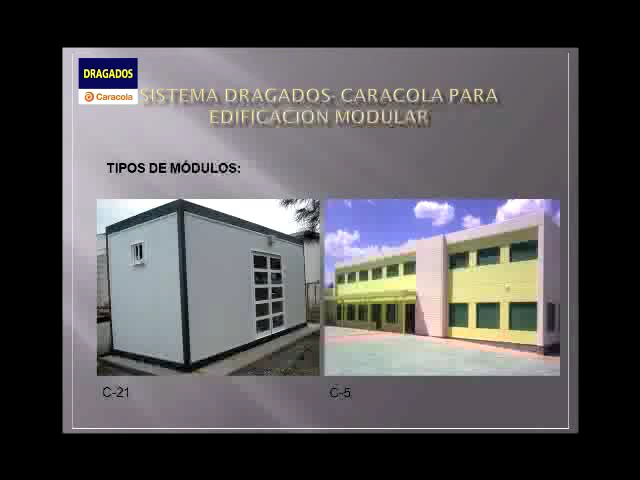 DRAGADOS
Caracola
SISTEMA DRAGADOS- CARACOLA PARA
EDIFICACIÓN MODULAR
TIPOS DE MÓDULOS:
C-21
C-5